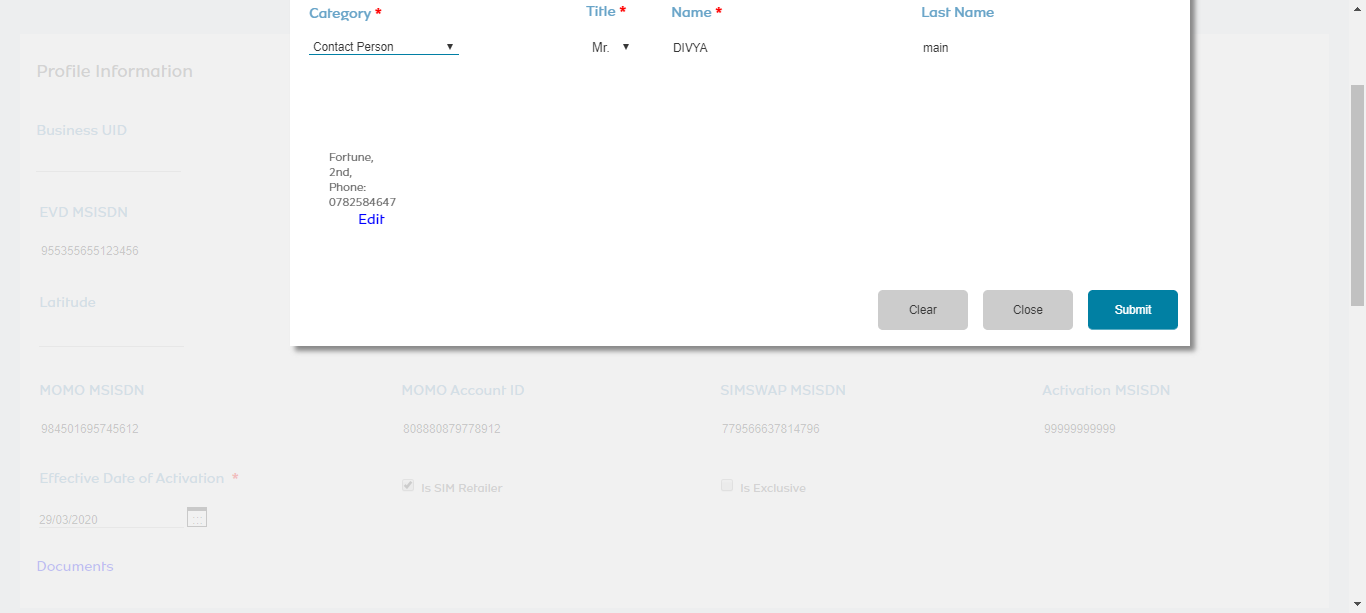 Category * Title * Name * Last Name
Contact Person Mr. DIVYA main
Fortune,
2nd,
Phone:
0782584647
Edit
Clear Close Submit
Profile Information
Business UID
EVD MSISDN
955355655123456
Latitude
MOMO MSISDN MOMO Account ID SIMSWAP MSISDN Activation MSISDN
984501695745612 808880879778912 779566637814796 99999999999
Effective Date of Activation * Is SIM Retailer Is Exclusive
29/03/2020
Documents